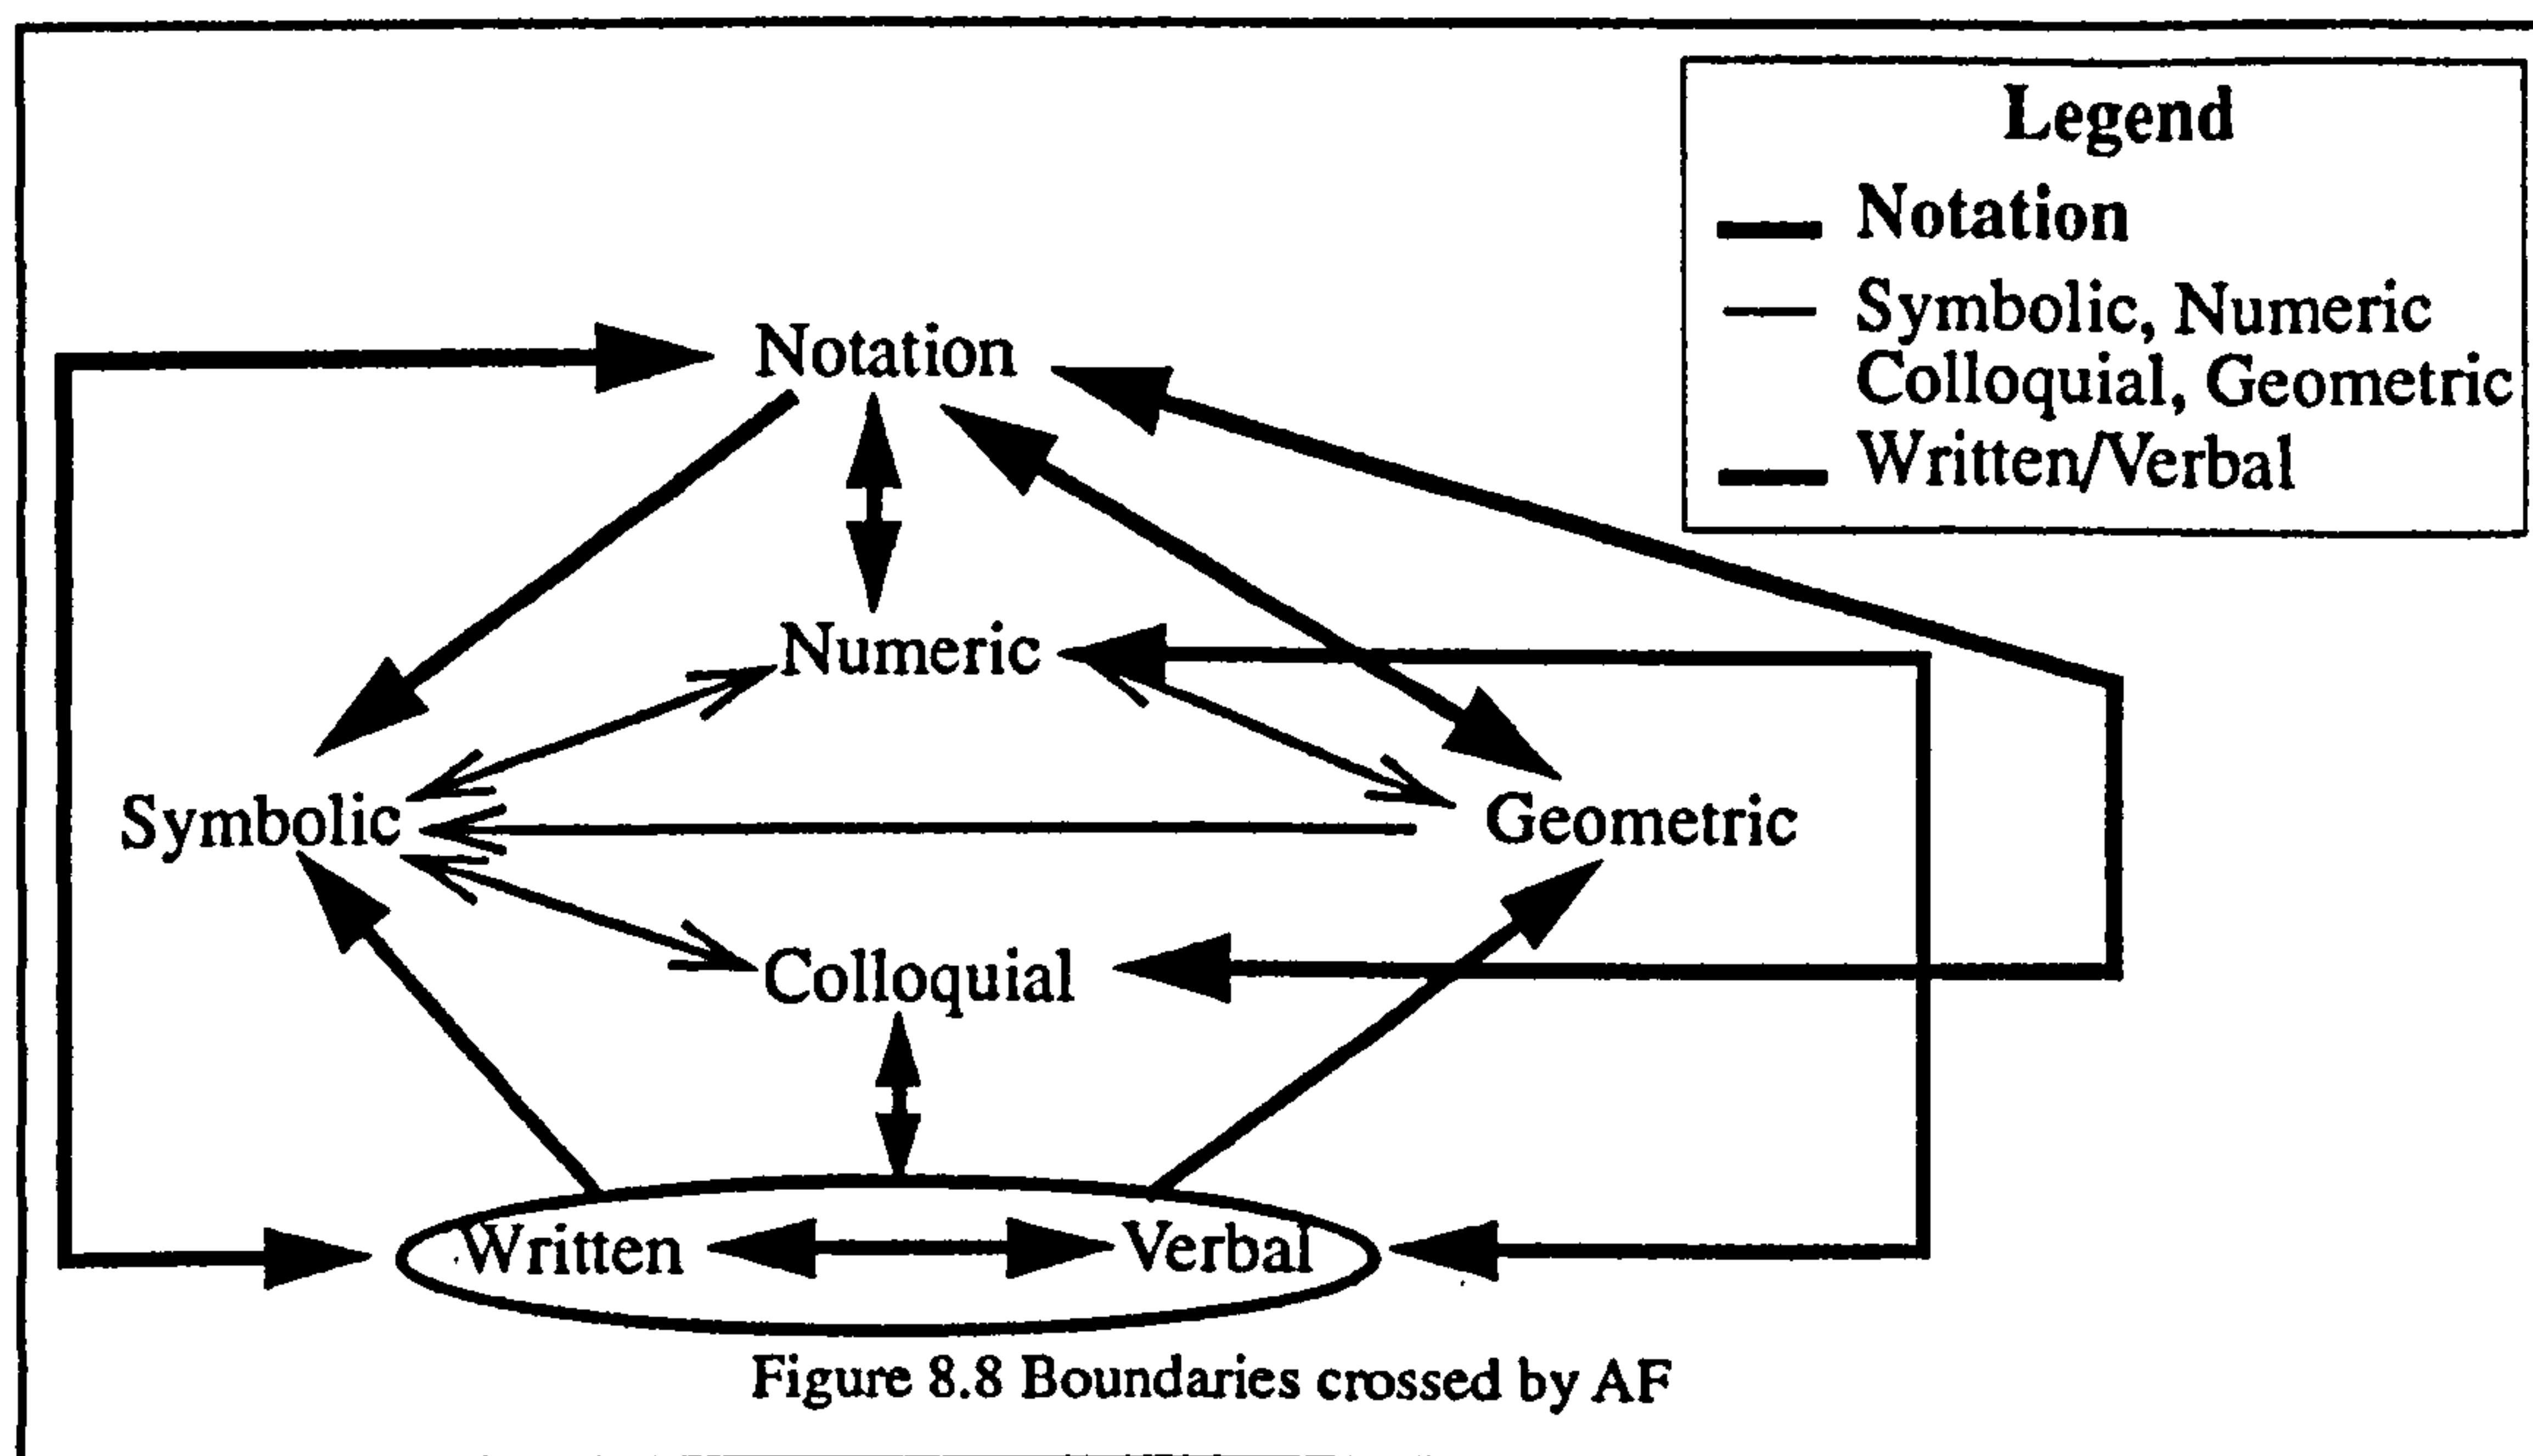 Legend
Notation
Symbolic, Numeric
Colloquial, Geometric
Written/Verbal
Notation
Numeric
Symbolic
Geometric
Colloquial
Written
Verbal
Figure 8.8 Boundaries crossed by AF